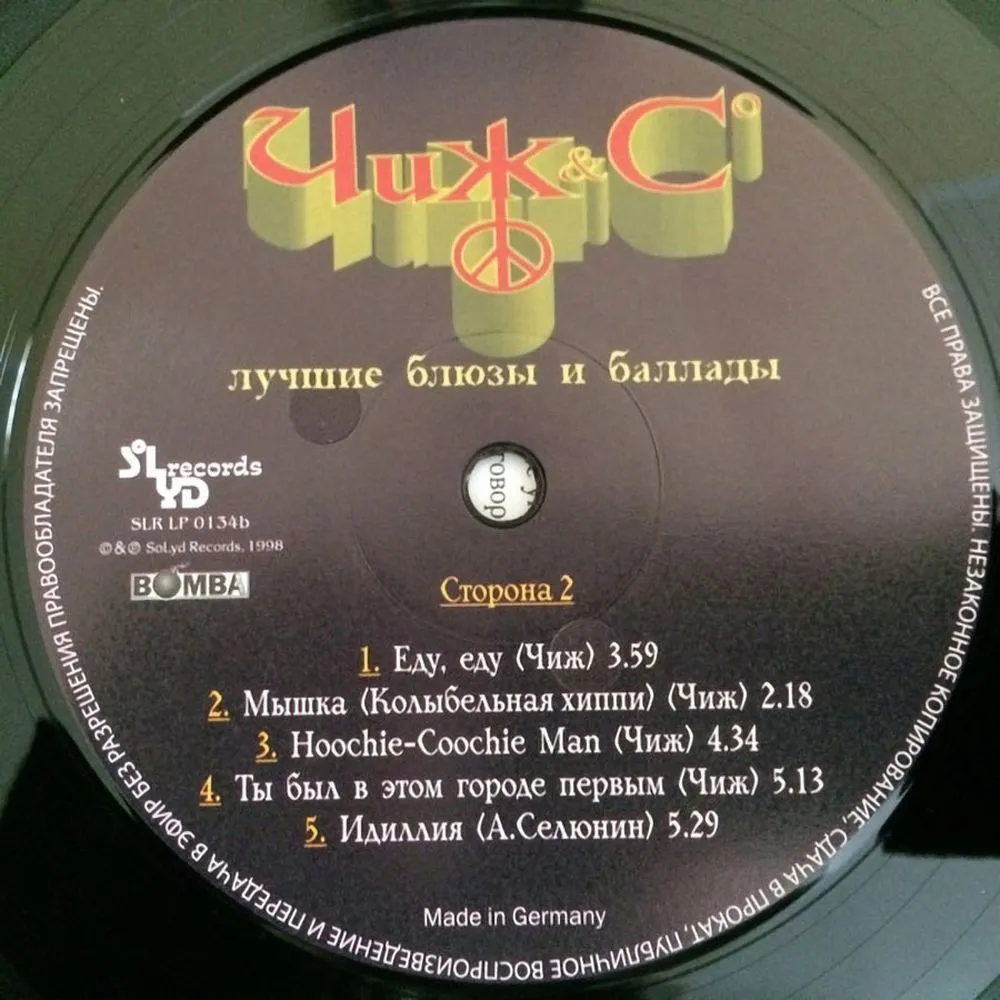 Чиж & Cº
лучшие блюзы и баллады
SoLYD records
SLR LP 0134b
©&℗ SoLyd Records, 1998
BOMBA
Сторона 2
1. Еду, еду (Чиж) 3.59
2. Мышка (Колыбельная хиппи) (Чиж) 2.18
3. Hoochie-Coochie Man (Чиж) 4.34
4. Ты был в этом городе первым (Чиж) 5.13
5. Идиллия (А.Селюнин) 5.29
Made in Germany
ВСЕ ПРАВА ЗАЩИЩЕНЫ. НЕЗАКОННОЕ КОПИРОВАНИЕ, СДАЧА В ПРОКАТ, ПУБЛИЧНОЕ ВОСПРОИЗВЕДЕНИЕ И ПЕРЕДАЧА В ЭФИР БЕЗ РАЗРЕШЕНИЯ ПРАВООБЛАДАТЕЛЯ ЗАПРЕЩЕНЫ.